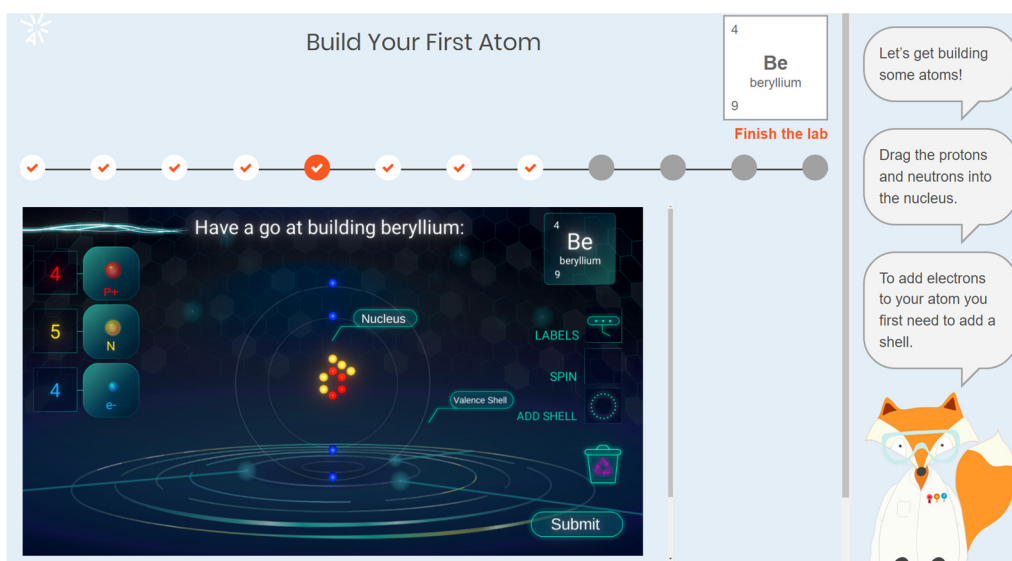 Build Your First Atom
4
Be
beryllium
9
Finish the lab
Have a go at building beryllium:
4
Be
beryllium
9
4
P+
5
N
4
e-
Nucleus
Valence Shell
LABELS
SPIN
ADD SHELL
Submit
Let's get building
some atoms!
Drag the protons
and neutrons into
the nucleus.
To add electrons
to your atom you
first need to add a
shell.